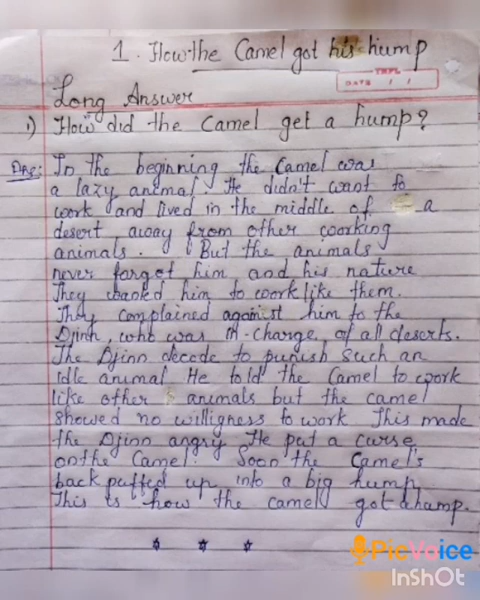 1. How the Camel got his hump
TRPL
DATE / /
Long Answer
1) How did the Camel get a hump?
Ans: In the beginning the Camel was
a lazy animal. He didn't want to
work and lived in the middle of a
desert away from other working
animals. But the animals
never forgot him and his nature
They wanked him to work like them.
They complained against him to the
Djinn, who was in-charge of all deserts.
The Djinn decode to punish such an
idle animal He told the Camel to work
like other animals but the camel
showed no willigness to work This made
the Djinn angry He put a curse
on the Camel. Soon the Camel's
back puffed up into a big hump
This is how the camel got a hump.
PicVoice
InShOt